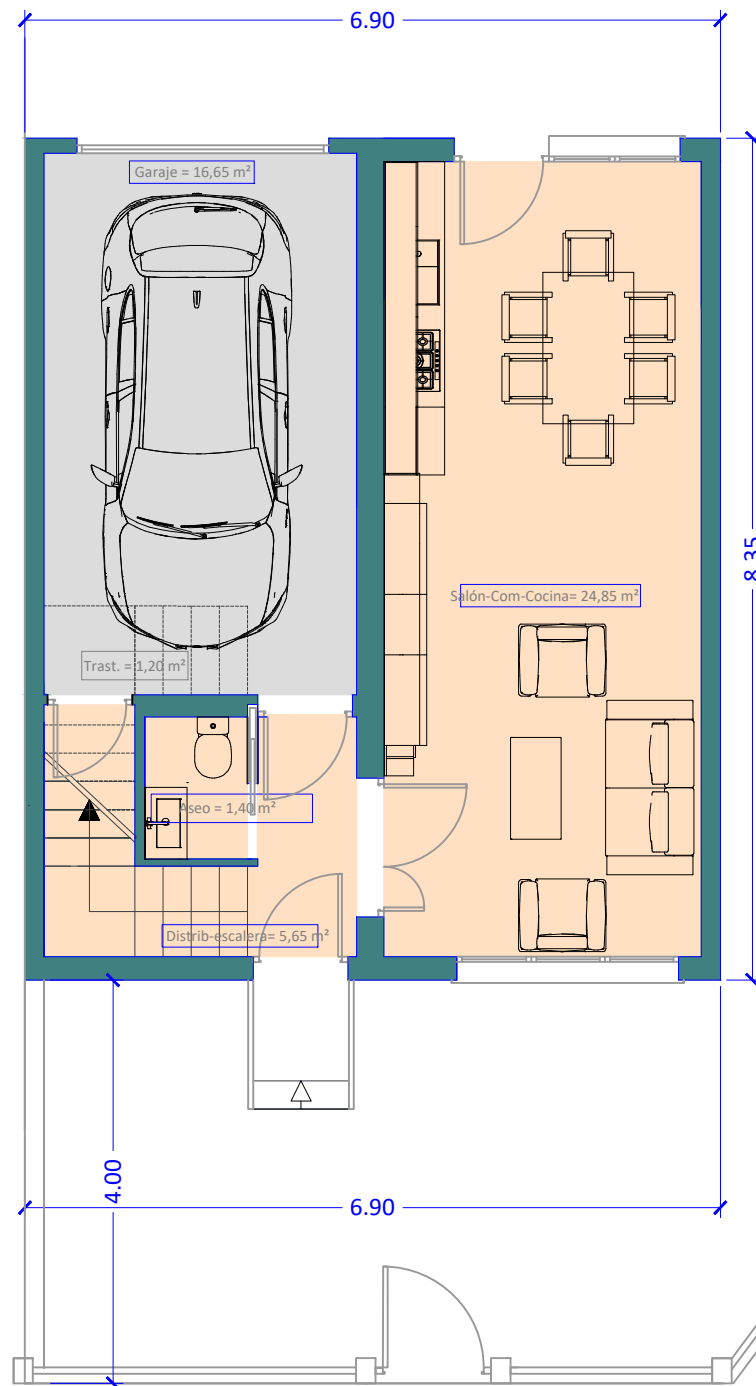 6.90
Garaje = 16,65 m²
8.35
Salón-Com-Cocina= 24,85 m²
Trast. = 1,20 m²
Aseo = 1,40 m²
Distrib-escalera= 5,65 m²
4.00
6.90